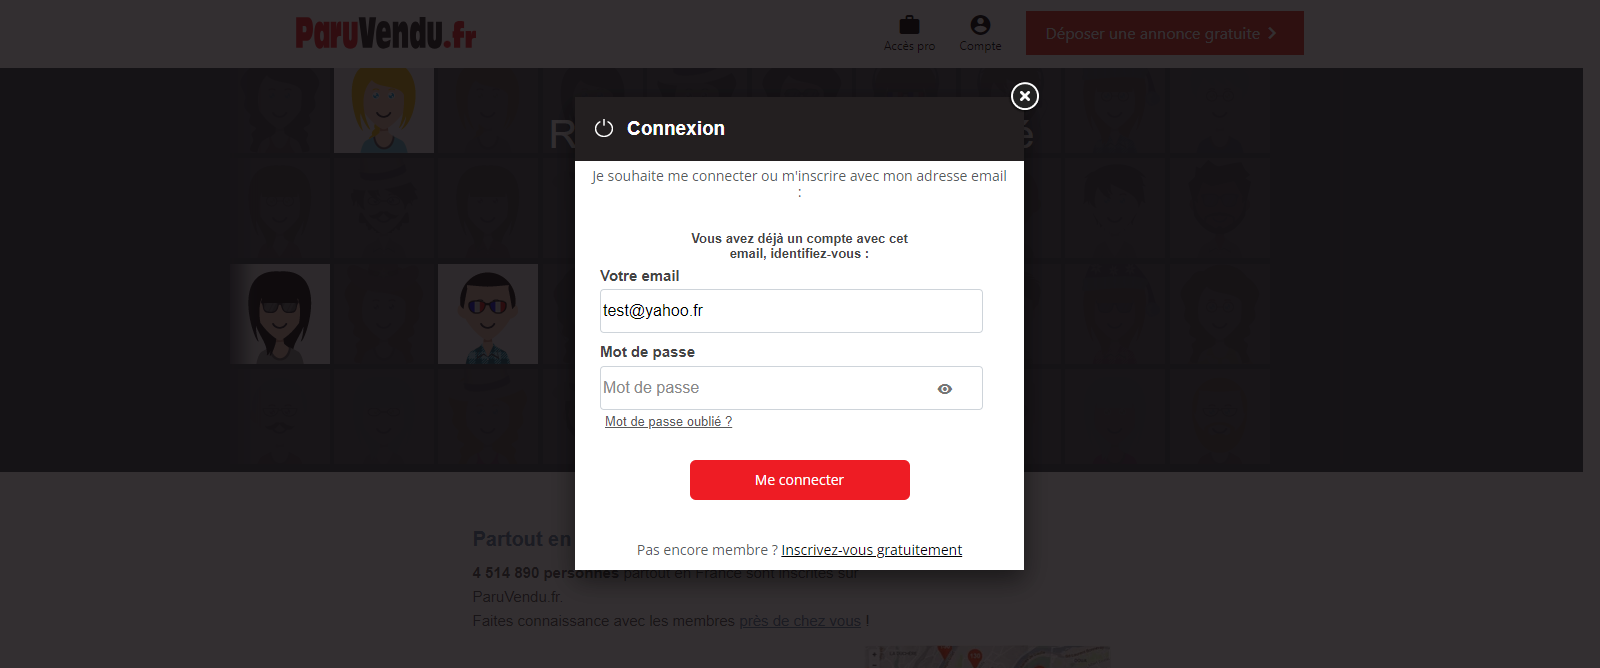 ParuVendu.fr
Accès pro
Compte
Déposer une annonce gratuite
R
é
Connexion
Je souhaite me connecter ou m'inscrire avec mon adresse email
:
Vous avez déjà un compte avec cet
email, identifiez-vous :
Votre email
test@yahoo.fr
Mot de passe
Mot de passe
Mot de passe oublié ?
Me connecter
Pas encore membre ? Inscrivez-vous gratuitement
Partout en
4 514 890 personnes partout en France sont inscrites sur
ParuVendu.fr.
Faites connaissance avec les membres près de chez vous !